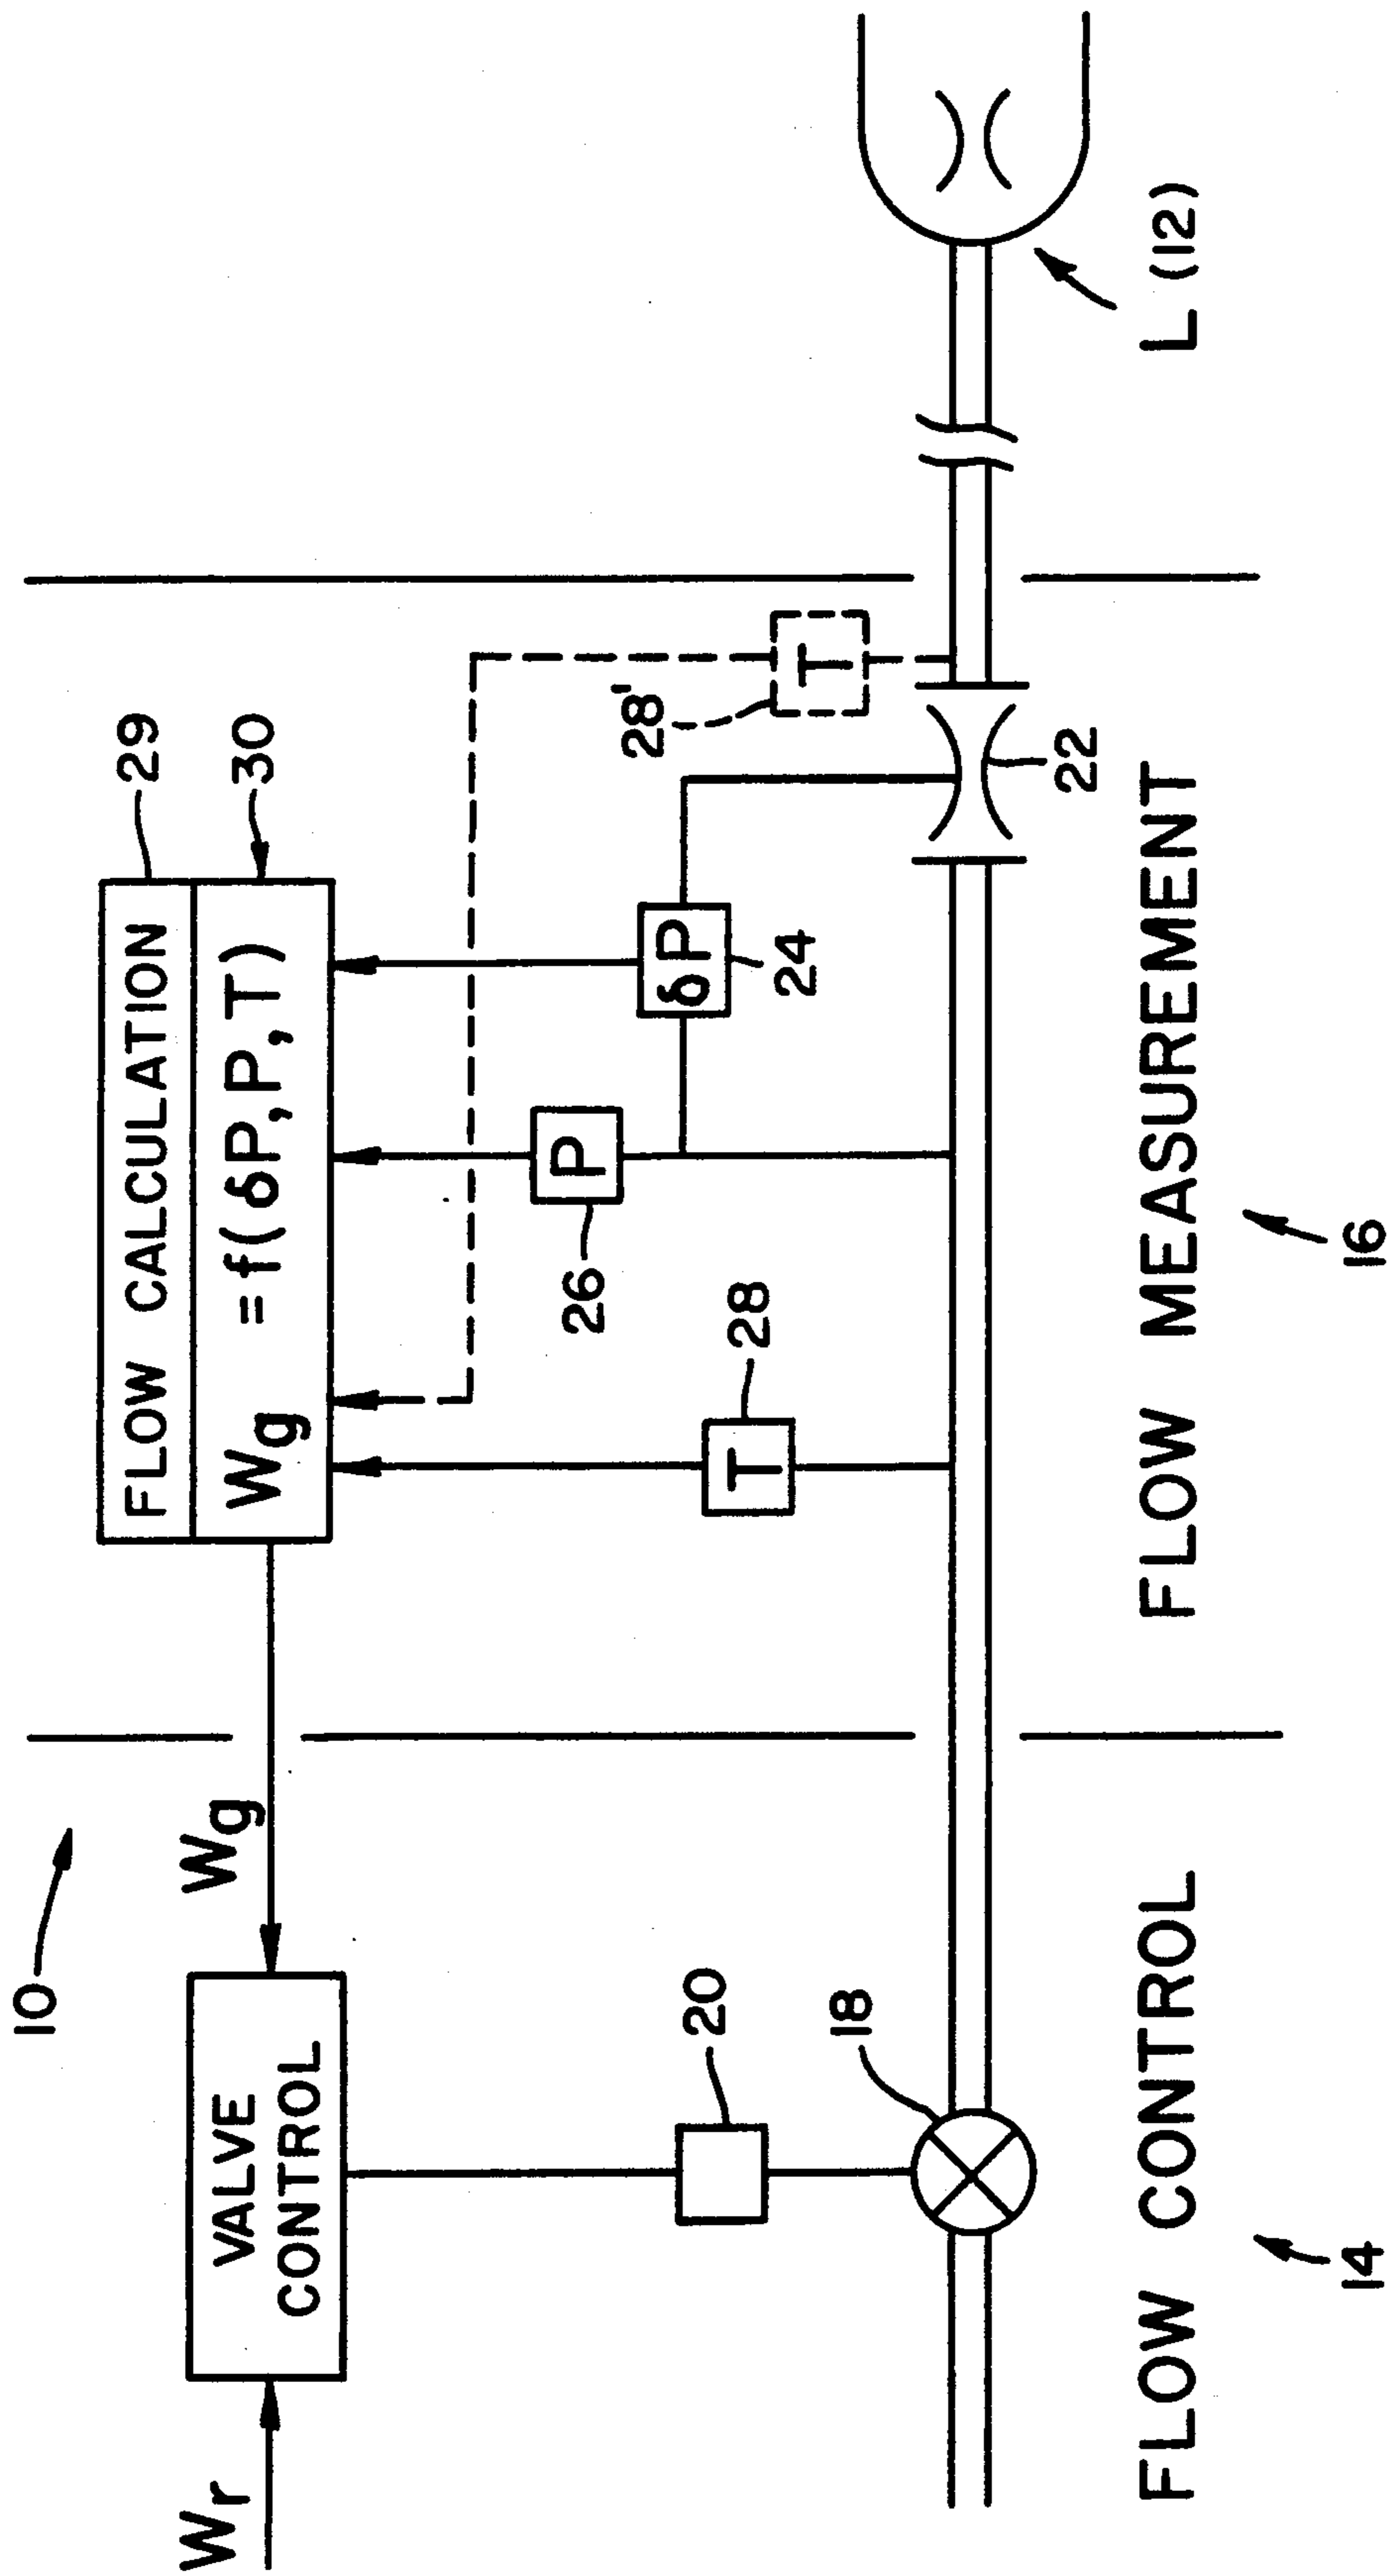 10
Wr
VALVE
CONTROL
Wg
FLOW CALCULATION
29
Wg = f(δP,P,T)
30
20
18
T
28
P
26
δP
24
T
28'
22
L (12)
FLOW CONTROL
14
FLOW MEASUREMENT
16